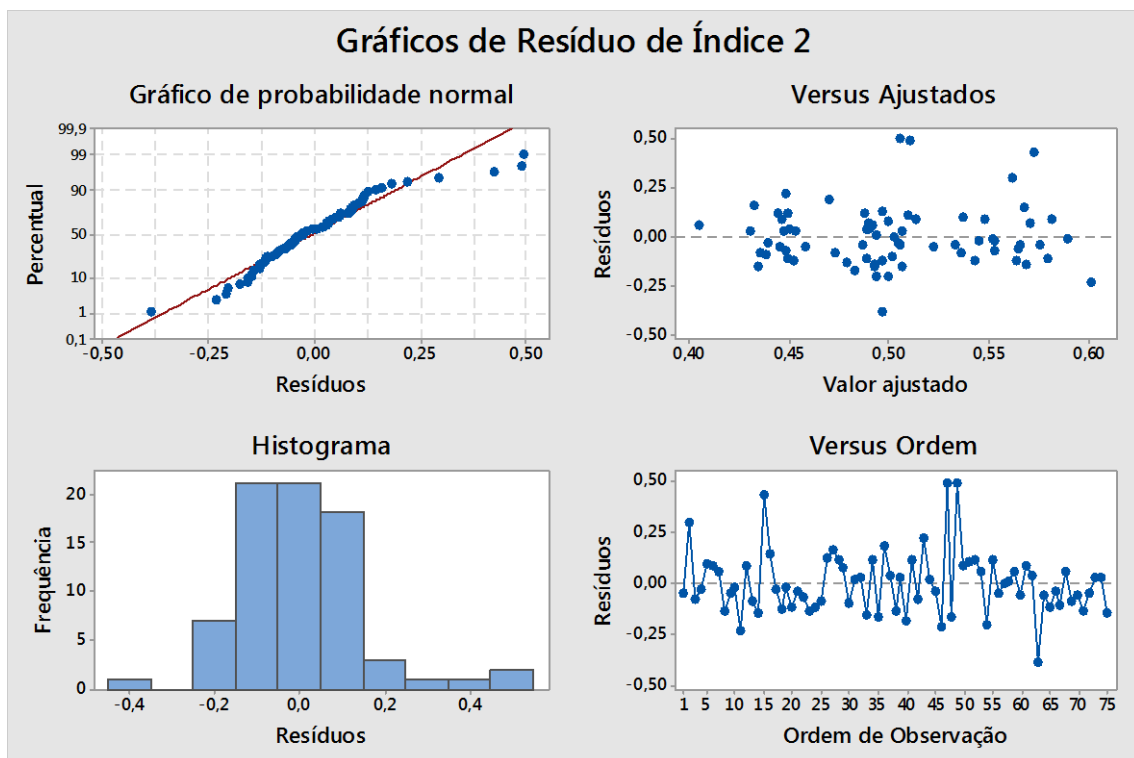 Gráficos de Resíduo de Índice 2
Gráfico de probabilidade normal
99,9
99
90
50
10
1
0,1
Percentual
-0,50 -0,25 0,00 0,25 0,50
Resíduos
Versus Ajustados
0,50
0,25
0,00
-0,25
-0,50
Resíduos
0,40 0,45 0,50 0,55 0,60
Valor ajustado
Histograma
20
15
10
5
0
Frequência
-0,4 -0,2 0,0 0,2 0,4
Resíduos
Versus Ordem
0,50
0,25
0,00
-0,25
-0,50
Resíduos
1 5 10 15 20 25 30 35 40 45 50 55 60 65 70 75
Ordem de Observação